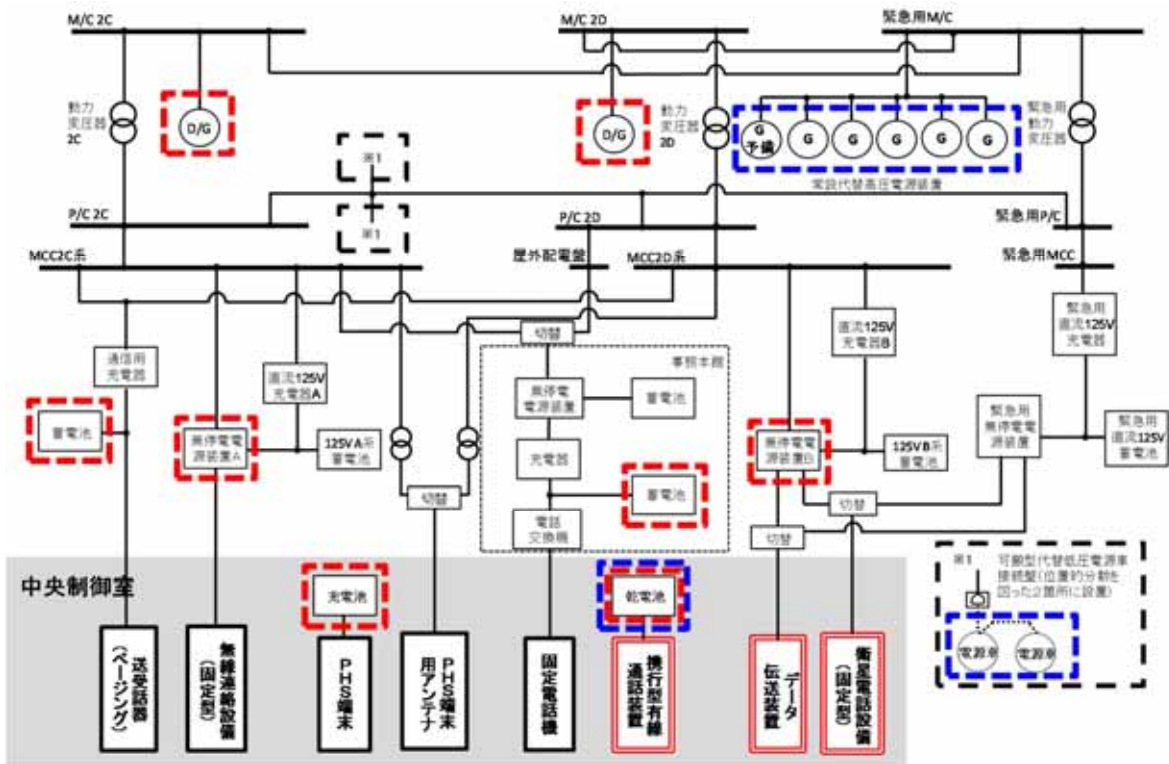 M/C 2C
M/C 2D
緊急用M/C
動力
変圧器
2C
D/G
D/G
動力
変圧器
2D
G
予備
G
G
G
G
G
緊急用
動力
変圧器
常設代替高圧電源装置
※1
※1
P/C 2C
P/C 2D
緊急用P/C
MCC2C系
屋外配電盤
MCC2D系
緊急用MCC
切替
事務本館
通信用
充電器
直流125V
充電器A
無停電
電源装置
蓄電池
直流125V
充電器B
緊急用
直流125V
充電器
蓄電池
無停電電
源装置A
125VA系
蓄電池
充電器
無停電電
源装置B
125VB系
蓄電池
緊急用
無停電電
源装置
緊急用
直流125V
蓄電池
切替
蓄電池
切替
電話
交換機
切替
中央制御室
充電池
乾電池
※1
可搬型代替低圧電源車
接続盤(位置的分散を
図った2箇所に設置)
電源車
電源車
送受話器
(ページング)
無線連絡設備
(固定型)
PHS端末
PHS端末
用アンテナ
固定電話機
携行型有線
通話装置
データ
伝送装置
衛星電話設備
(固定型)